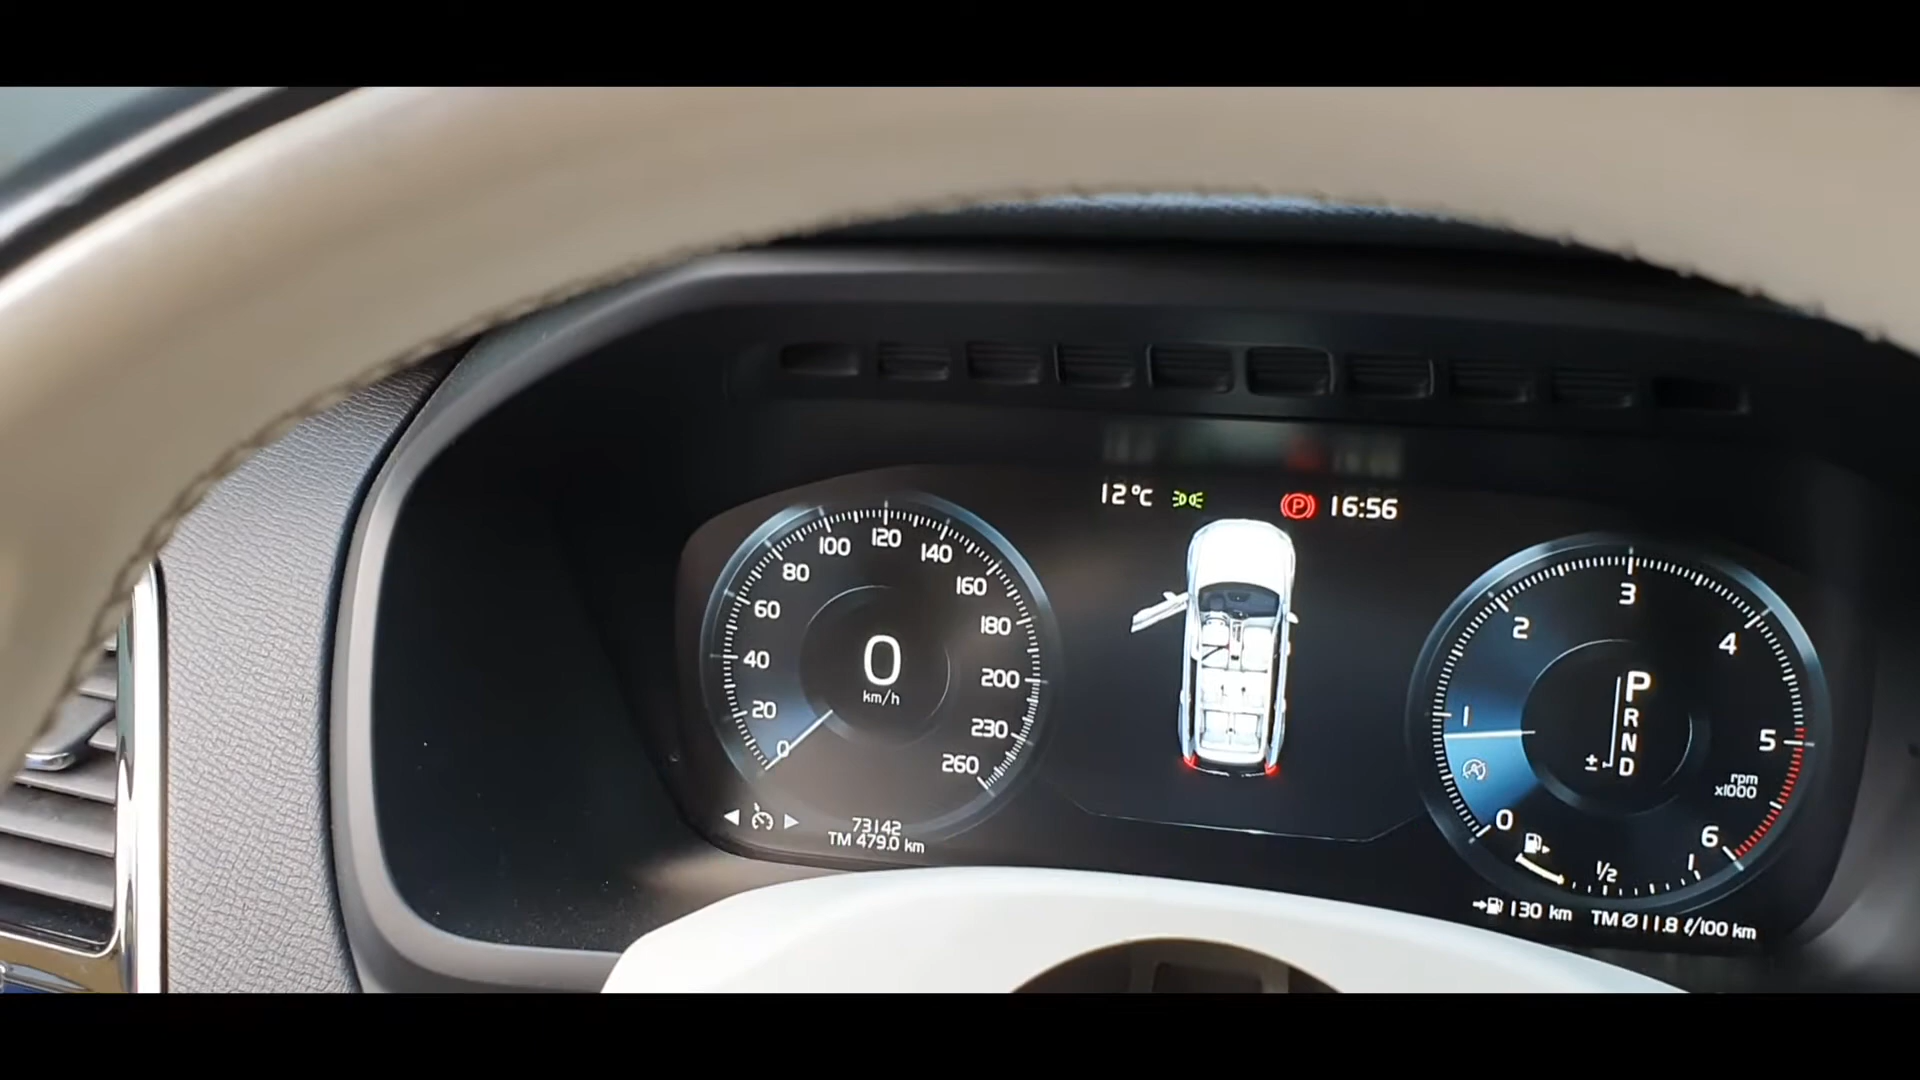 12°C
P 16:56
0 20 40 60 80 100 120 140 160 180 200 230 260
0
km/h
73142
TM 479.0 km
0 1 2 3 4 5 6
rpm
x1000
P
R
N
± D
A
1/2 1
130 km TM Ø 11.8 ℓ/100 km